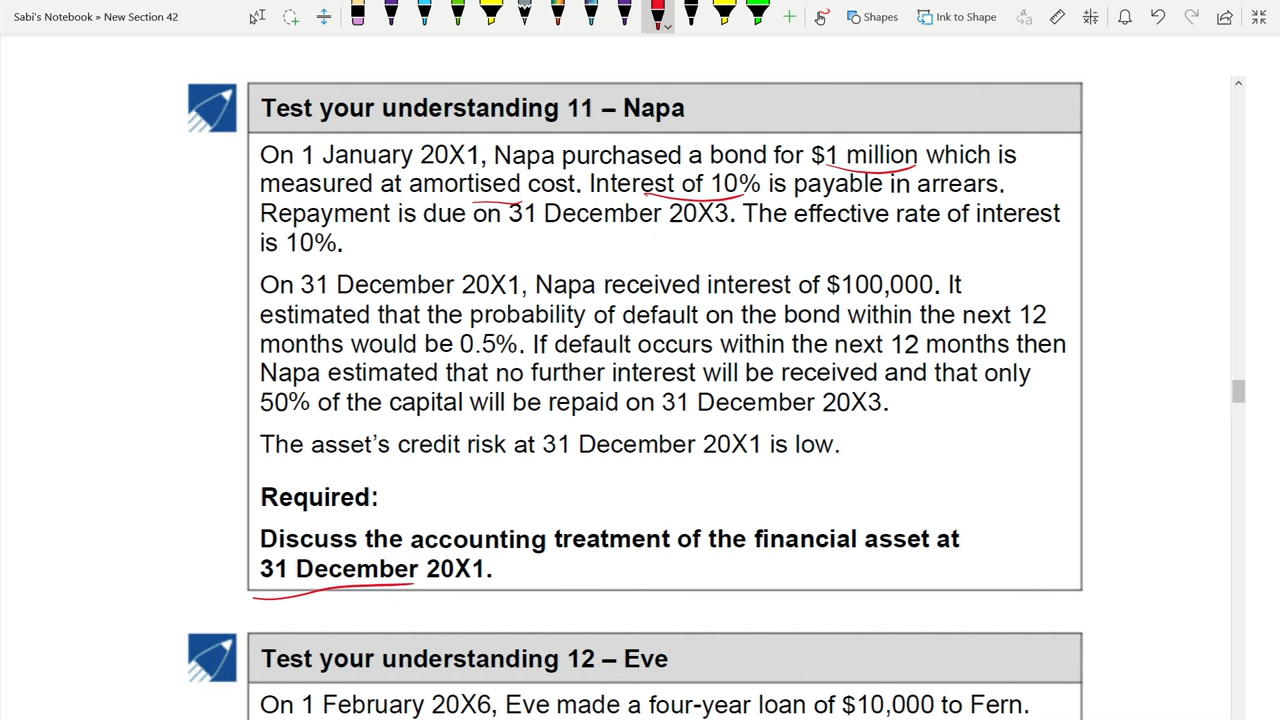 Sabi's Notebook » New Section 42
Shapes
Ink to Shape
Test your understanding 11 – Napa
On 1 January 20X1, Napa purchased a bond for $1 million which is
measured at amortised cost. Interest of 10% is payable in arrears.
Repayment is due on 31 December 20X3. The effective rate of interest
is 10%.
On 31 December 20X1, Napa received interest of $100,000. It
estimated that the probability of default on the bond within the next 12
months would be 0.5%. If default occurs within the next 12 months then
Napa estimated that no further interest will be received and that only
50% of the capital will be repaid on 31 December 20X3.
The asset's credit risk at 31 December 20X1 is low.
Required:
Discuss the accounting treatment of the financial asset at
31 December 20X1.
Test your understanding 12 – Eve
On 1 February 20X6, Eve made a four-year loan of $10,000 to Fern.